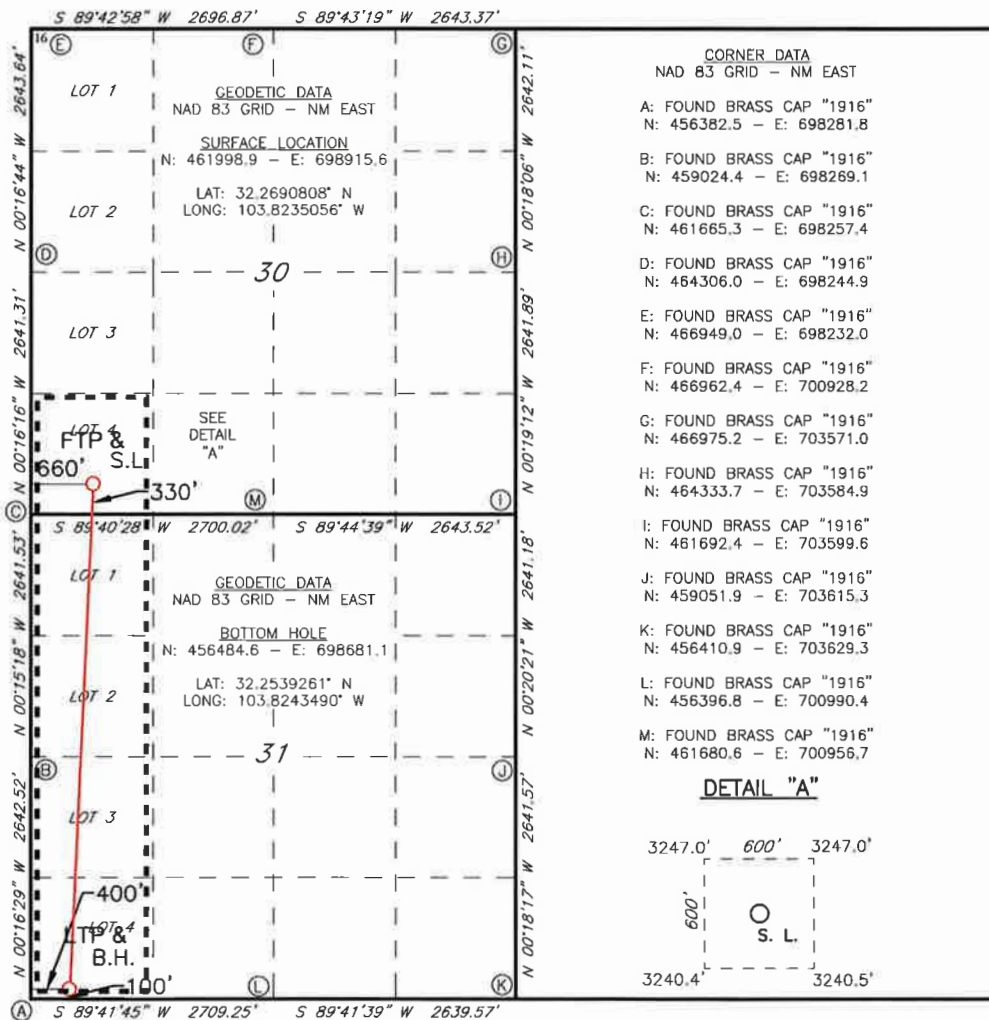 S 89°42'58" W 2696.87' S 89°43'19" W 2643.37'
16 E F G
N 00°16'44" W 2643.64'
N 00°18'06" W 2642.11'
LOT 1
GEODETIC DATA
NAD 83 GRID – NM EAST
SURFACE LOCATION
N: 461998.9 – E: 698915.6
LAT: 32.2690808° N
LONG: 103.8235056° W
LOT 2
D H
30
N 00°16'16" W 2641.31'
N 00°19'12" W 2641.89'
LOT 3
LOT 4
SEE
DETAIL
"A"
FTP &
S.L
660'
330'
C M I
S 89°40'28" W 2700.02' S 89°44'39" W 2643.52'
N 00°15'18" W 2641.53'
N 00°20'21" W 2641.18'
LOT 1
GEODETIC DATA
NAD 83 GRID – NM EAST
BOTTOM HOLE
N: 456484.6 – E: 698681.1
LAT: 32.2539261° N
LONG: 103.8243490° W
LOT 2
B J
31
N 00°16'29" W 2642.52'
N 00°18'17" W 2641.57'
LOT 3
400'
LOT 4
LTP &
B.H.
100'
A L K
S 89°41'45" W 2709.25' S 89°41'39" W 2639.57'
CORNER DATA
NAD 83 GRID – NM EAST
A: FOUND BRASS CAP "1916"
N: 456382.5 – E: 698281.8
B: FOUND BRASS CAP "1916"
N: 459024.4 – E: 698269.1
C: FOUND BRASS CAP "1916"
N: 461665.3 – E: 698257.4
D: FOUND BRASS CAP "1916"
N: 464306.0 – E: 698244.9
E: FOUND BRASS CAP "1916"
N: 466949.0 – E: 698232.0
F: FOUND BRASS CAP "1916"
N: 466962.4 – E: 700928.2
G: FOUND BRASS CAP "1916"
N: 466975.2 – E: 703571.0
H: FOUND BRASS CAP "1916"
N: 464333.7 – E: 703584.9
I: FOUND BRASS CAP "1916"
N: 461692.4 – E: 703599.6
J: FOUND BRASS CAP "1916"
N: 459051.9 – E: 703615.3
K: FOUND BRASS CAP "1916"
N: 456410.9 – E: 703629.3
L: FOUND BRASS CAP "1916"
N: 456396.8 – E: 700990.4
M: FOUND BRASS CAP "1916"
N: 461680.6 – E: 700956.7
DETAIL "A"
3247.0' 600' 3247.0'
600'
S. L.
3240.4' 3240.5'